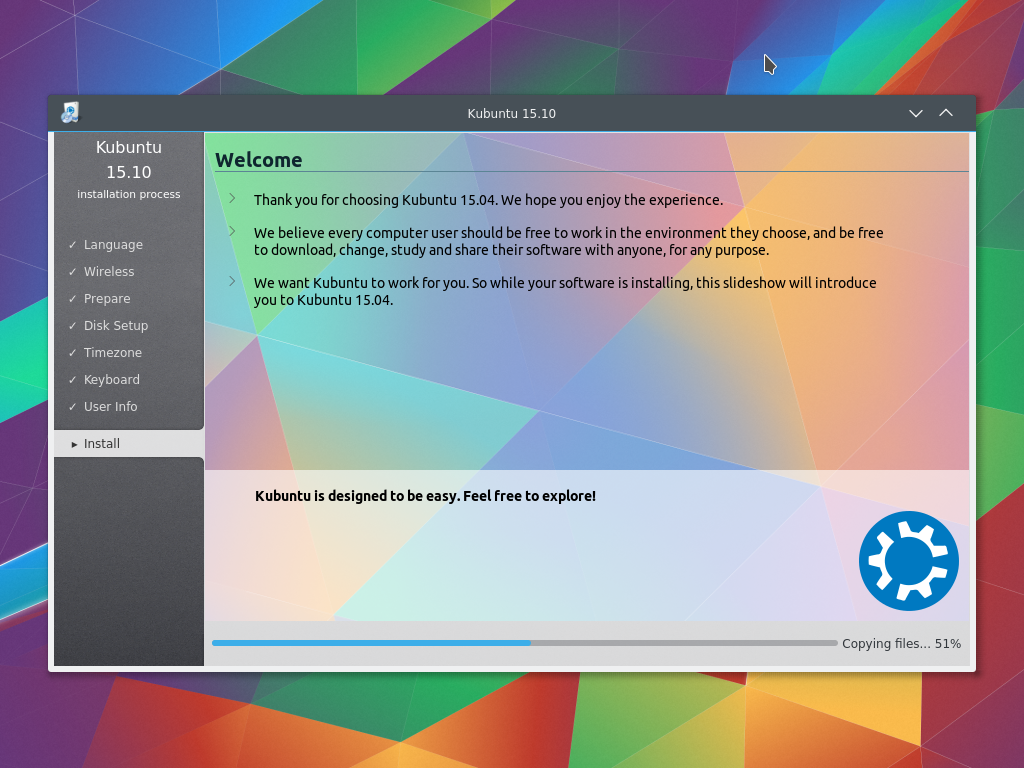 Kubuntu 15.10
Kubuntu
15.10
installation process
✓ Language
✓ Wireless
✓ Prepare
✓ Disk Setup
✓ Timezone
✓ Keyboard
✓ User Info
▸ Install
Welcome
Thank you for choosing Kubuntu 15.04. We hope you enjoy the experience.
We believe every computer user should be free to work in the environment they choose, and be free
to download, change, study and share their software with anyone, for any purpose.
We want Kubuntu to work for you. So while your software is installing, this slideshow will introduce
you to Kubuntu 15.04.
Kubuntu is designed to be easy. Feel free to explore!
Copying files... 51%